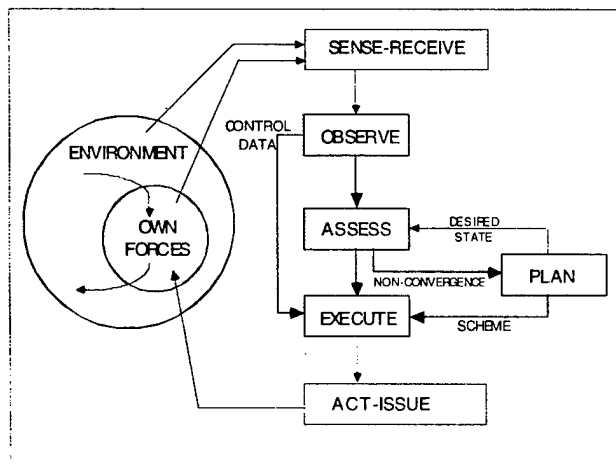 SENSE-RECEIVE
CONTROL
DATA
OBSERVE
ENVIRONMENT
OWN
FORCES
ASSESS
DESIRED
STATE
NON-CONVERGENCE
PLAN
EXECUTE
SCHEME
ACT-ISSUE